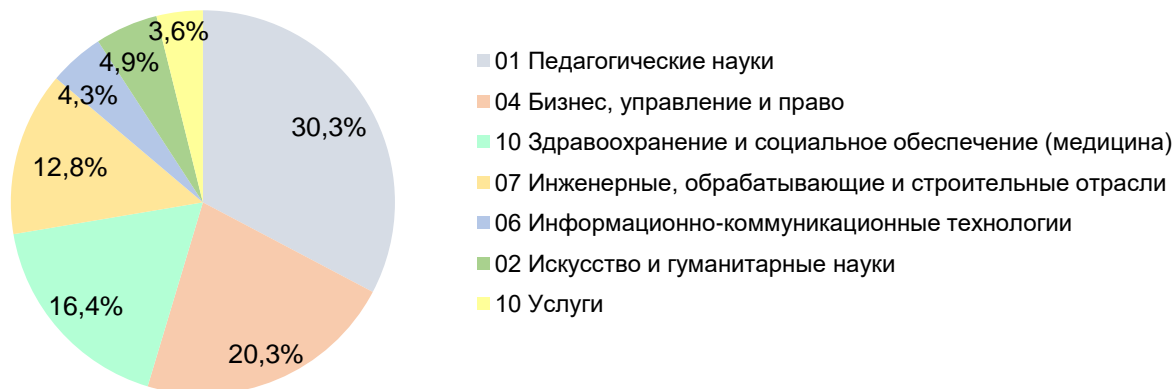 3,6%
4,9%
4,3%
30,3%
12,8%
16,4%
20,3%
01 Педагогические науки
04 Бизнес, управление и право
10 Здравоохранение и социальное обеспечение (медицина)
07 Инженерные, обрабатывающие и строительные отрасли
06 Информационно-коммуникационные технологии
02 Искусство и гуманитарные науки
10 Услуги